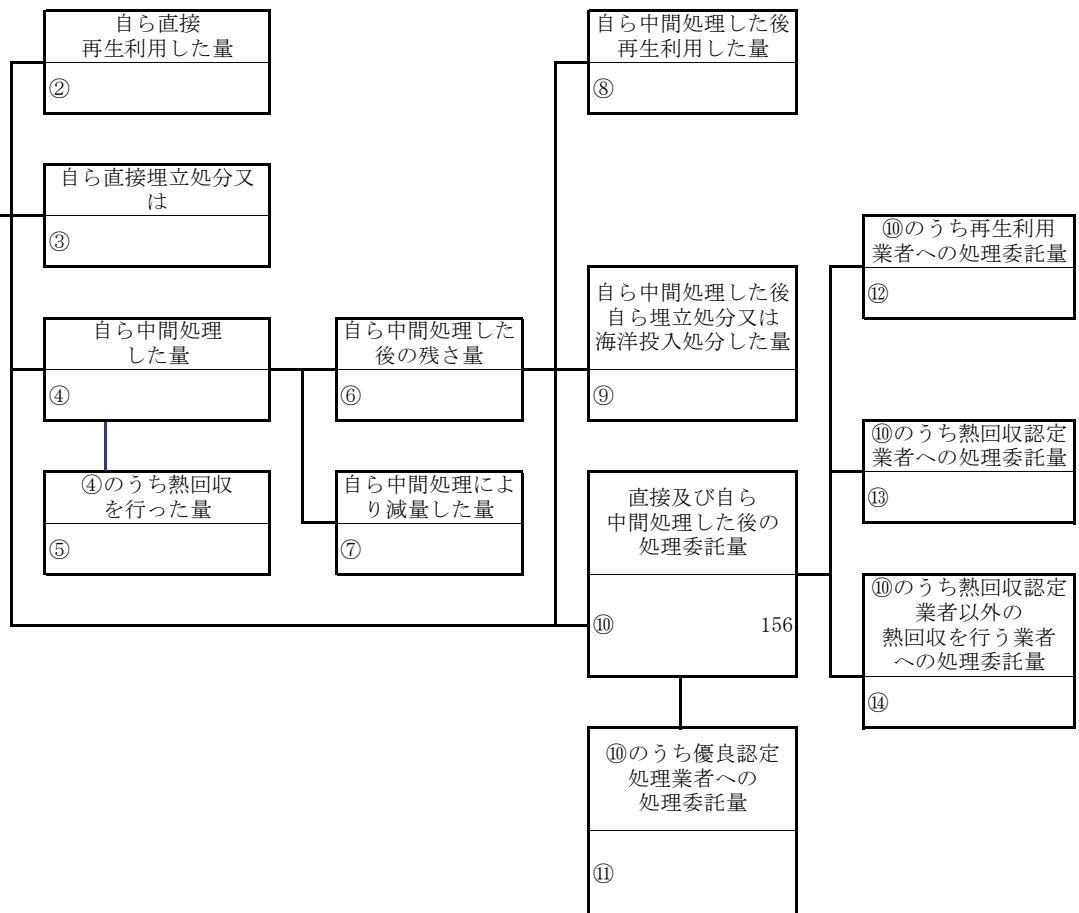 自ら直接
再生利用した量
②
自ら直接埋立処分又
は
③
自ら中間処理
した量
④
④のうち熱回収
を行った量
⑤
自ら中間処理した
後の残さ量
⑥
自ら中間処理によ
り減量した量
⑦
自ら中間処理した後
再生利用した量
⑧
自ら中間処理した後
自ら埋立処分又は
海洋投入処分した量
⑨
直接及び自ら
中間処理した後の
処理委託量
⑩ 156
⑩のうち優良認定
処理業者への
処理委託量
⑪
⑩のうち再生利用
業者への処理委託量
⑫
⑩のうち熱回収認定
業者への処理委託量
⑬
⑩のうち熱回収認定
業者以外の
熱回収を行う業者
への処理委託量
⑭